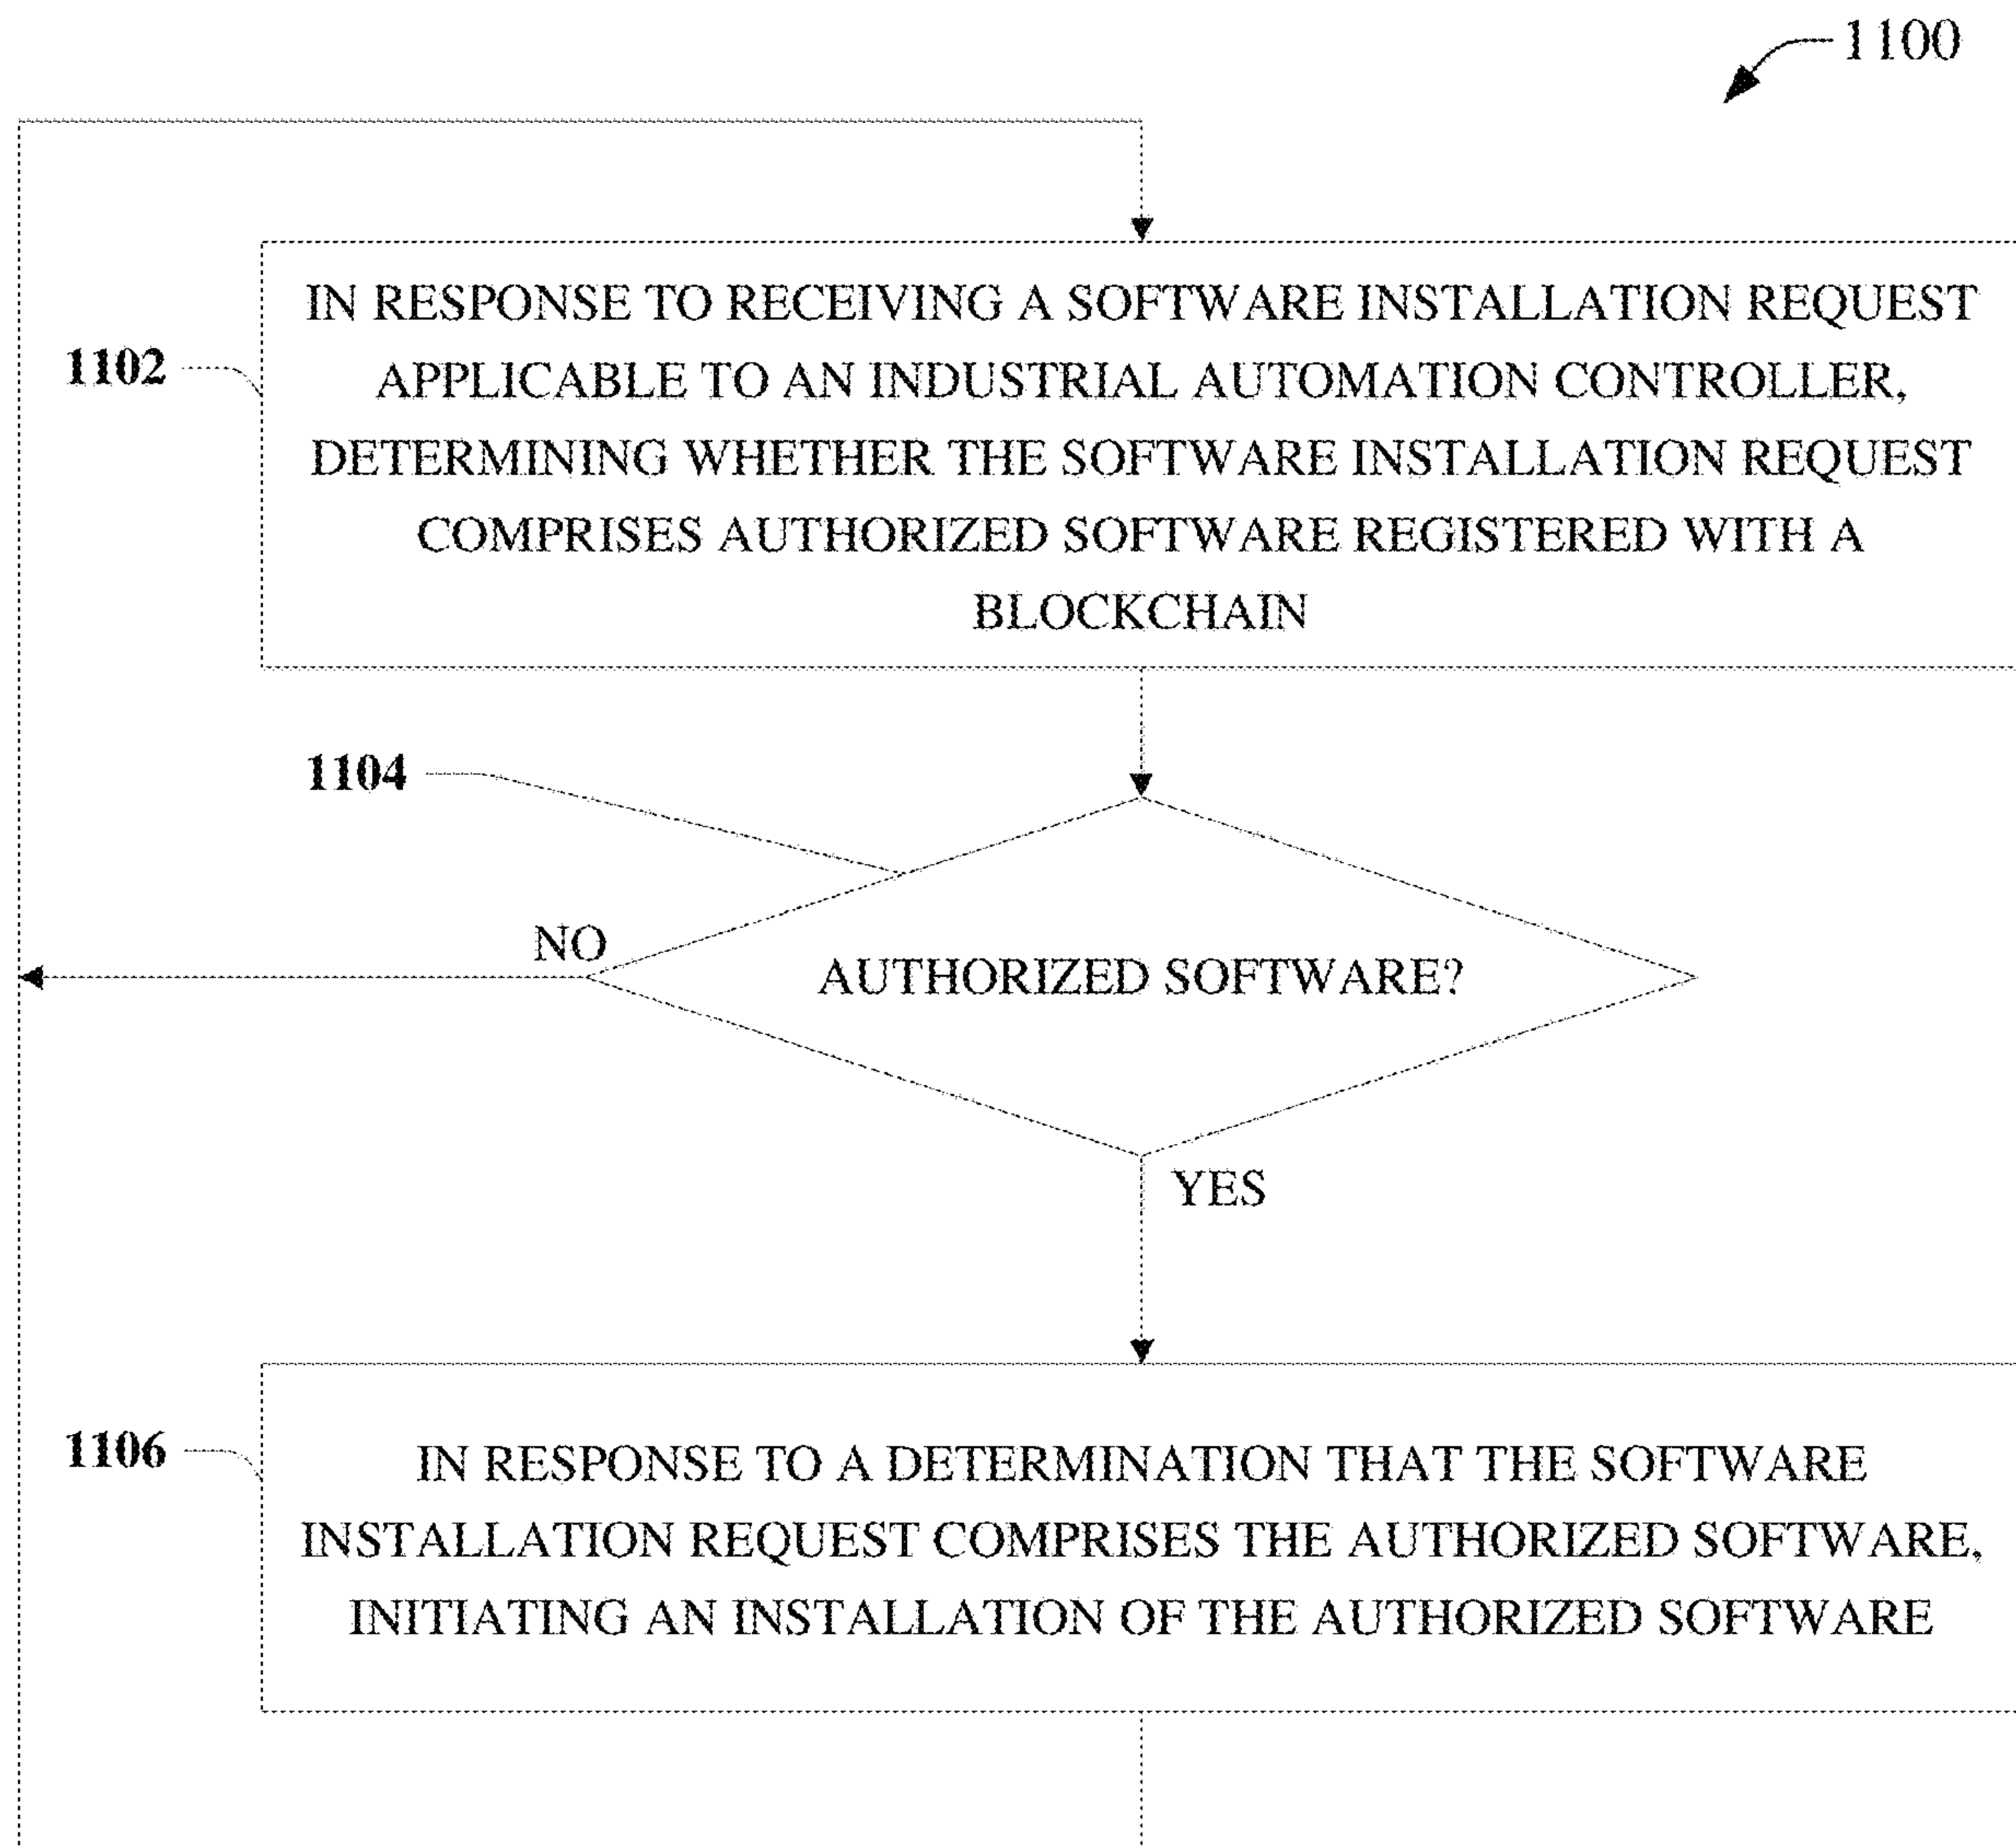 1100
IN RESPONSE TO RECEIVING A SOFTWARE INSTALLATION REQUEST
1102
APPLICABLE TO AN INDUSTRIAL AUTOMATION CONTROLLER,
DETERMINING WHETHER THE SOFTWARE INSTALLATION REQUEST
COMPRISES AUTHORIZED SOFTWARE REGISTERED WITH A
BLOCKCHAIN
1104
NO
AUTHORIZED SOFTWARE?
YES
1106
IN RESPONSE TO A DETERMINATION THAT THE SOFTWARE
INSTALLATION REQUEST COMPRISES THE AUTHORIZED SOFTWARE,
INITIATING AN INSTALLATION OF THE AUTHORIZED SOFTWARE